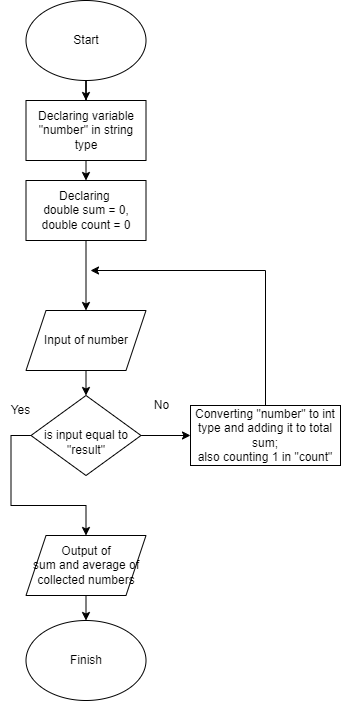 Start
Declaring variable
"number" in string
type
Declaring
double sum = 0,
double count = 0
Input of number
Yes
No
is input equal to
"result"
Converting "number" to int
type and adding it to total
sum;
also counting 1 in "count"
Output of
sum and average of
collected numbers
Finish